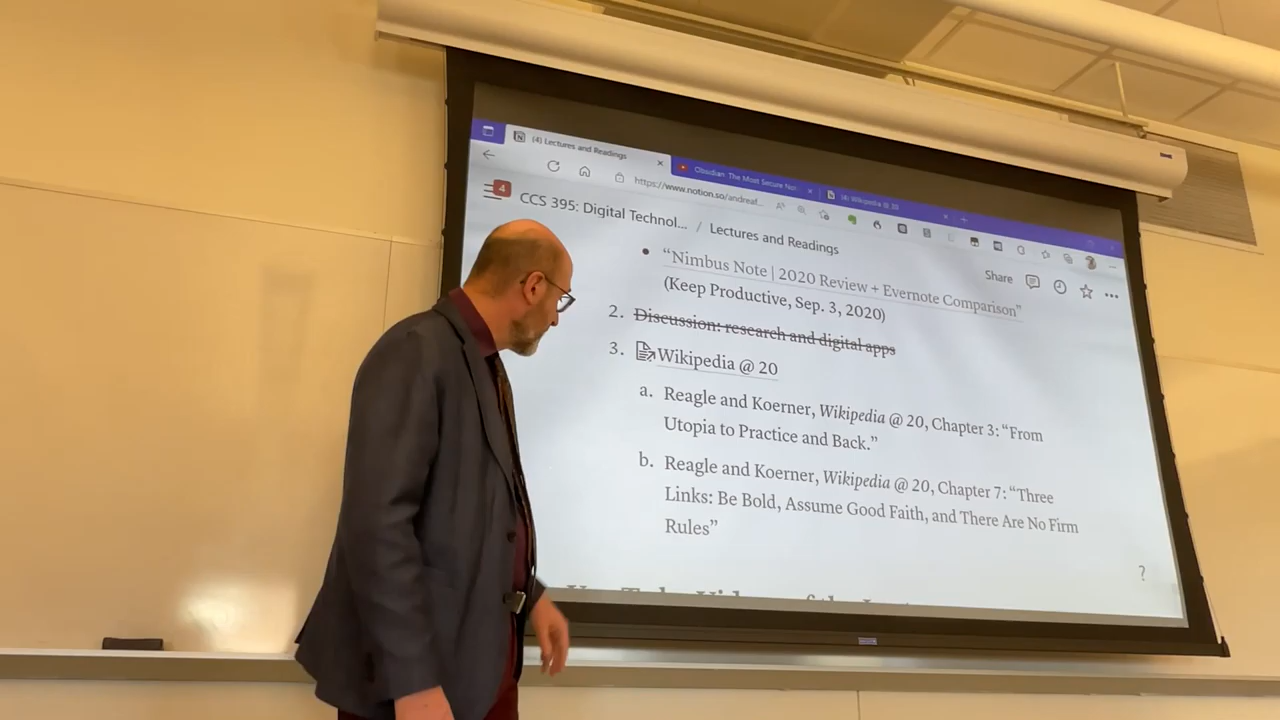 (4) Lectures and Readings
Obsidian The Most Secure No
(4) Wikipedia @ 20
https://www.notion.so/andreaf...
4
CCS 395: Digital Technol... / Lectures and Readings
Share
• “Nimbus Note | 2020 Review + Evernote Comparison”
(Keep Productive, Sep. 3, 2020)
2. Discussion: research and digital apps
3. Wikipedia @ 20
a. Reagle and Koerner, Wikipedia @ 20, Chapter 3: “From
Utopia to Practice and Back.”
b. Reagle and Koerner, Wikipedia @ 20, Chapter 7: “Three
Links: Be Bold, Assume Good Faith, and There Are No Firm
Rules”
?